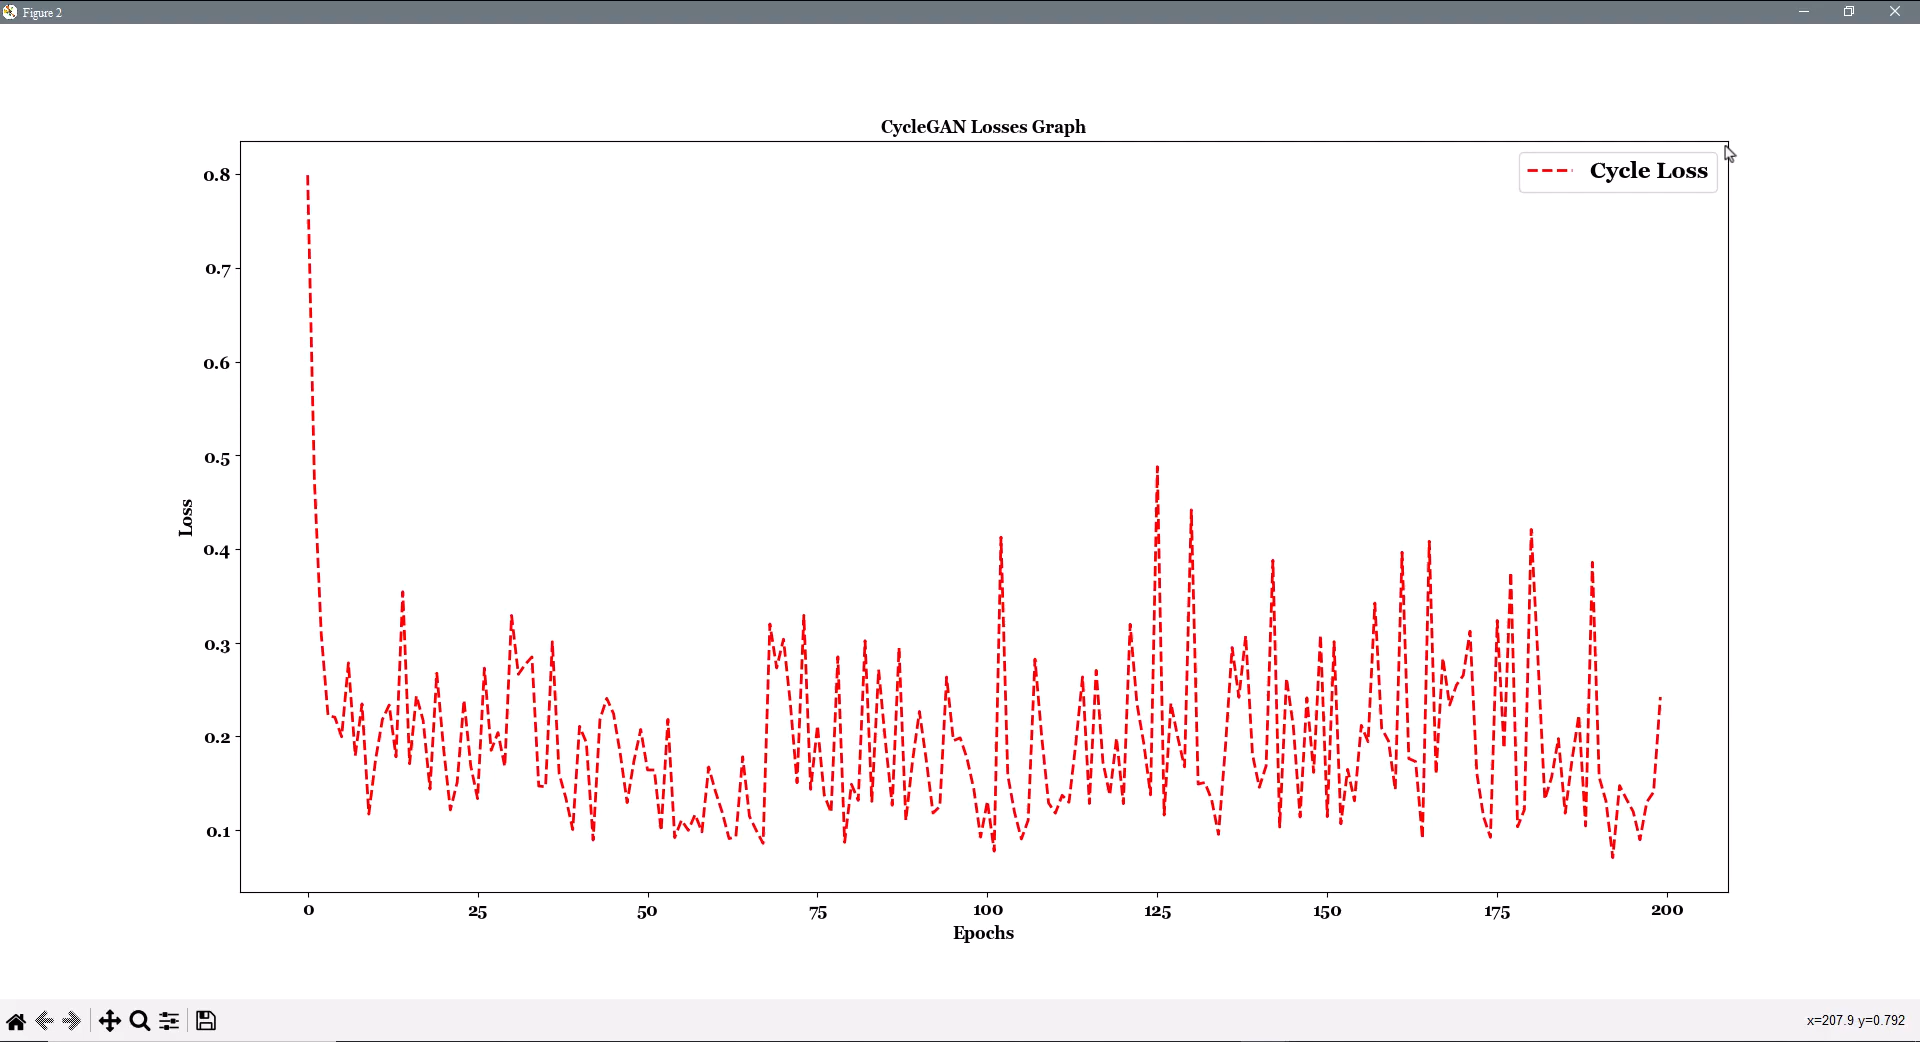 Figure 2
CycleGAN Losses Graph
Cycle Loss
0.8
0.7
0.6
0.5
0.4
0.3
0.2
0.1
Loss
0 25 50 75 100 125 150 175 200
Epochs
x=207.9 y=0.792